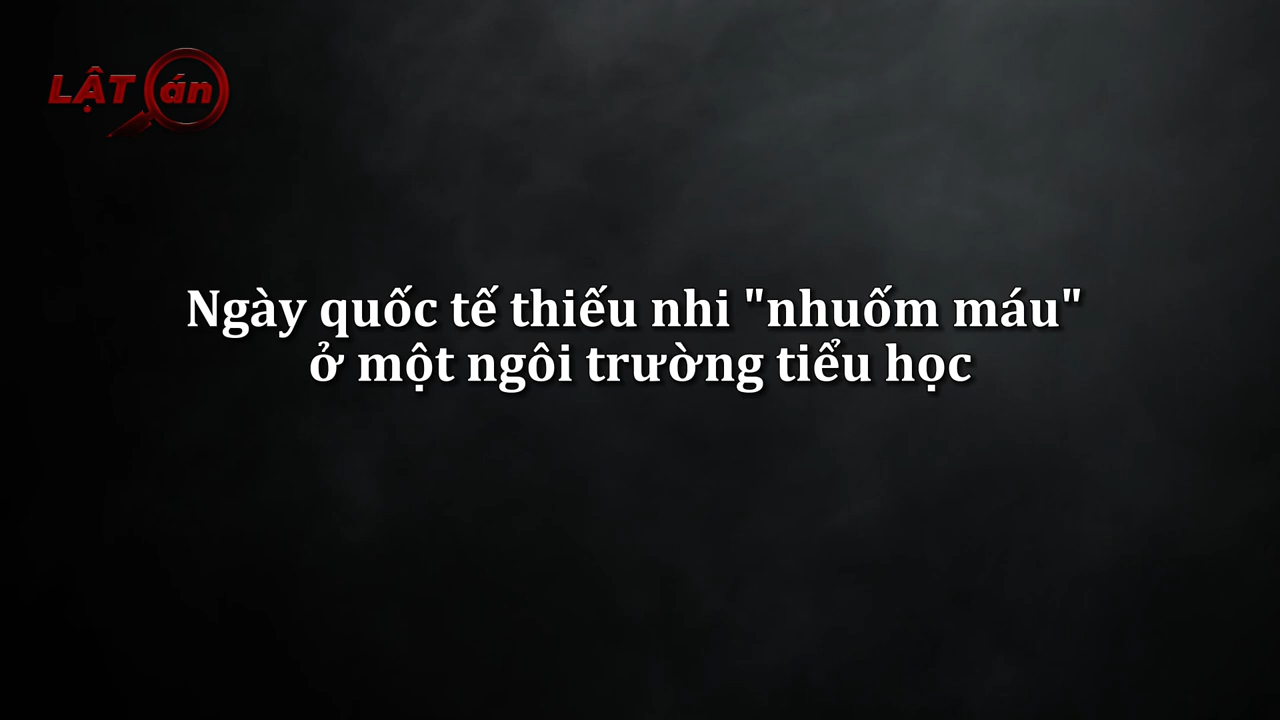 LẬT án
Ngày quốc tế thiếu nhi "nhuốm máu"
ở một ngôi trường tiểu học